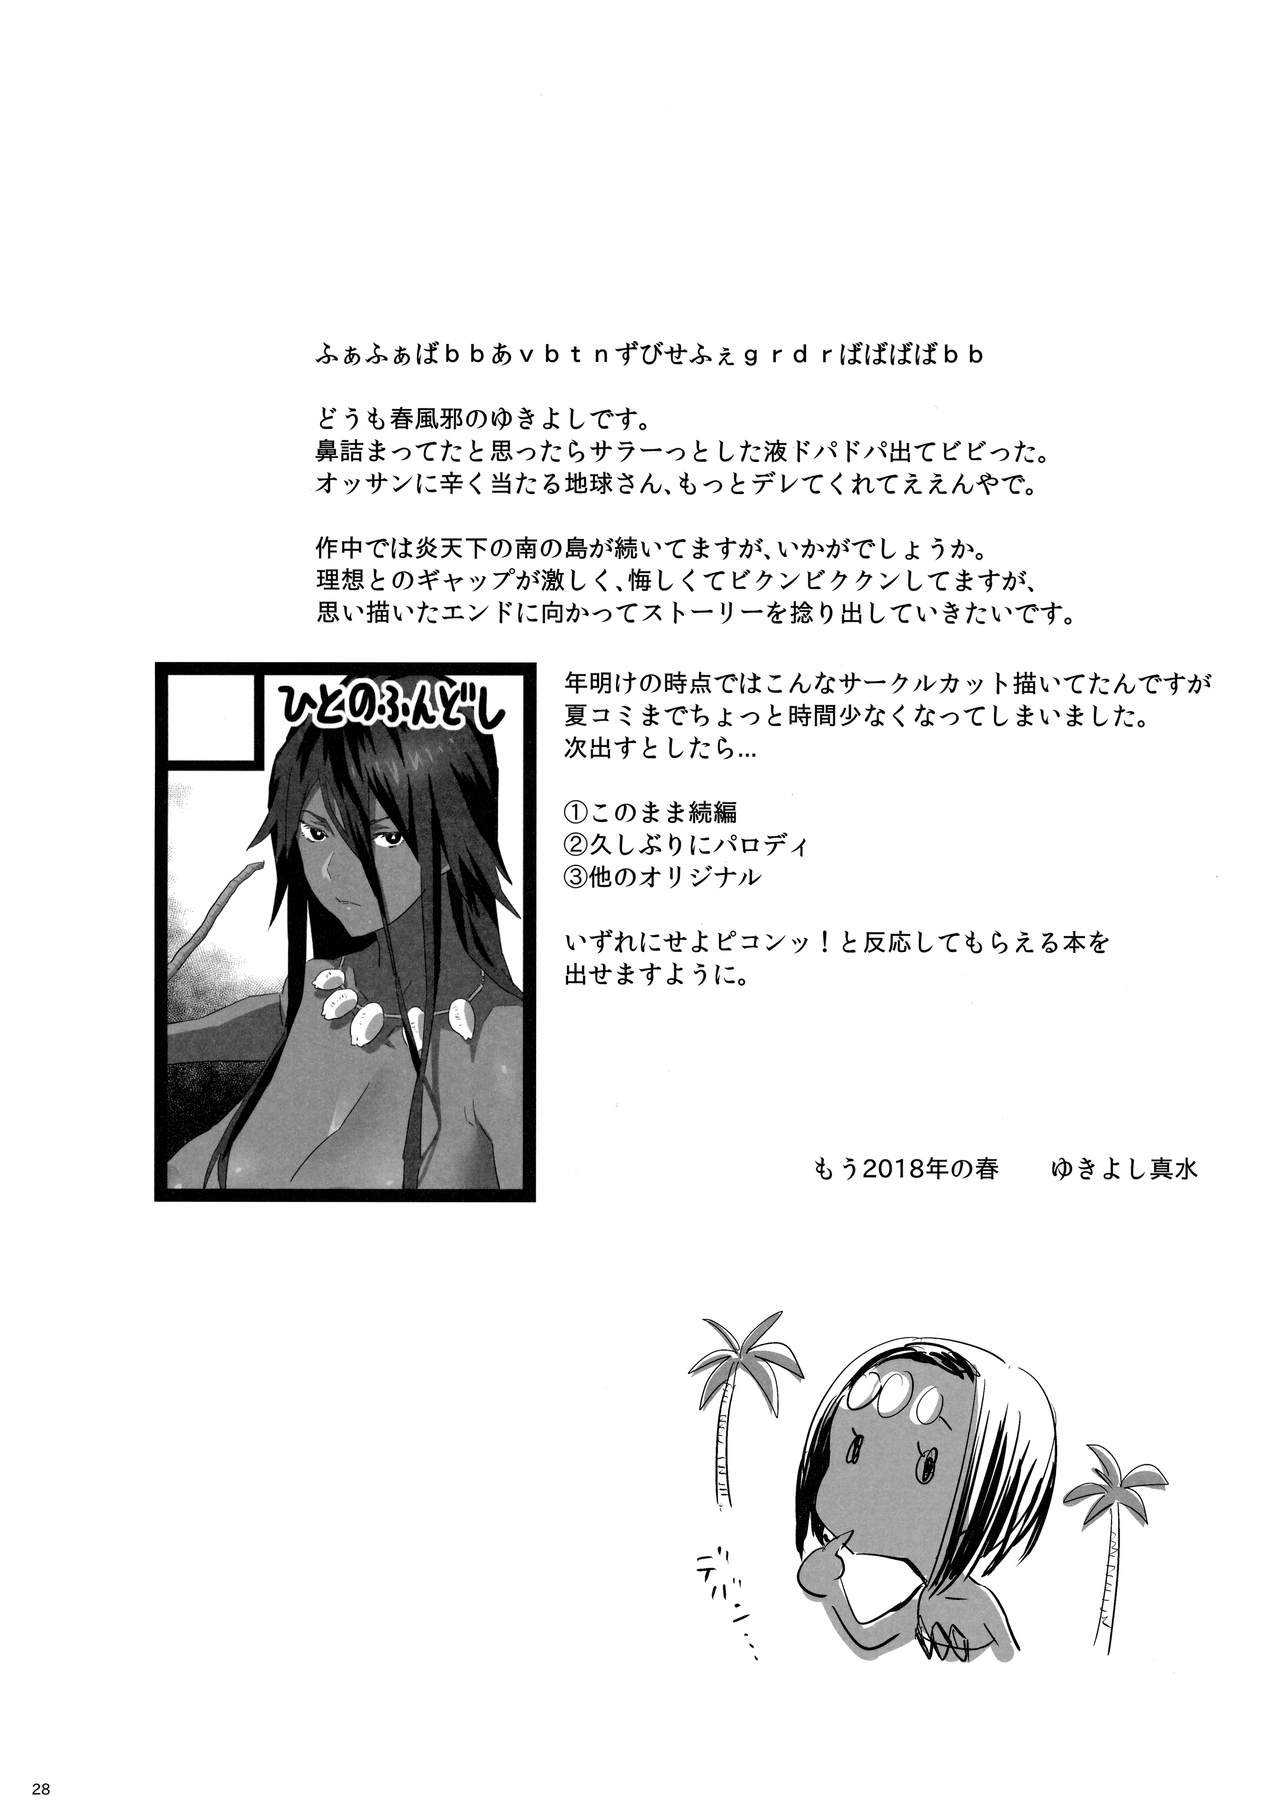 ふぁふぁばｂｂあｖｂｔｎずびせふぇｇｒｄｒばばばばｂｂ
どうも春風邪のゆきよしです。
鼻詰まってたと思ったらサラーっとした液ドパドパ出てビビった。
オッサンに辛く当たる地球さん、もっとデレてくれてええんやで。
作中では炎天下の南の島が続いてますが、いかがでしょうか。
理想とのギャップが激しく、悔しくてビクンビククンしてますが、
思い描いたエンドに向かってストーリーを捻り出していきたいです。
ひとのふんどし
年明けの時点ではこんなサークルカット描いてたんですが
夏コミまでちょっと時間少なくなってしまいました。
次出すとしたら…
①このまま続編
②久しぶりにパロディ
③他のオリジナル
いずれにせよピコンッ！と反応してもらえる本を
出せますように。
もう2018年の春　　ゆきよし真水
デバン…
28